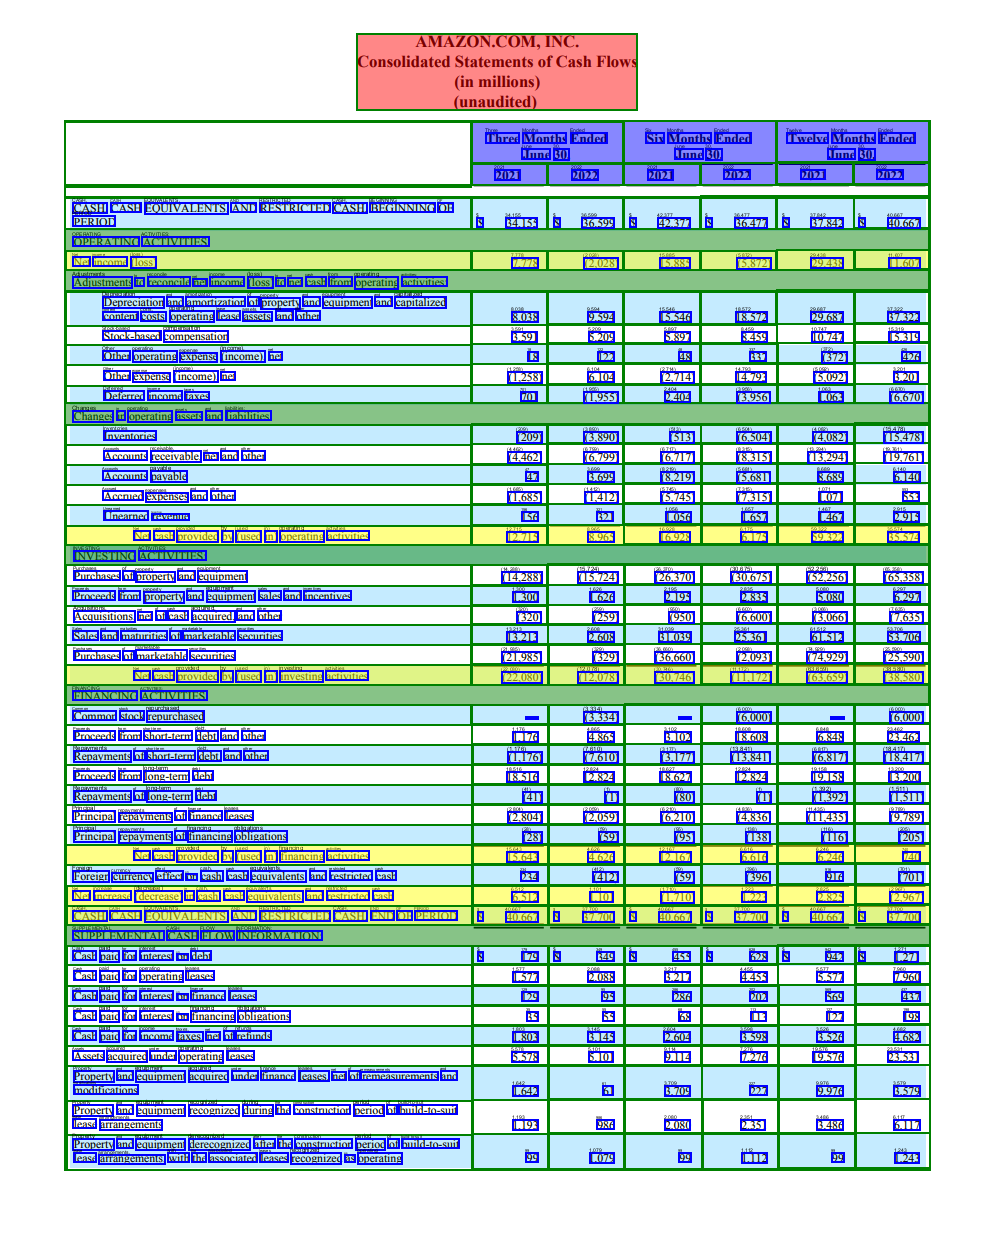 AMAZON.COM, INC.
Consolidated Statements of Cash Flows
(in millions)
(unaudited)
Three Months Ended June 30, Six Months Ended June 30, Twelve Months Ended June 30,
2021 2022 2021 2022 2021 2022
CASH, CASH EQUIVALENTS, AND RESTRICTED CASH, BEGINNING OF
PERIOD $ 34,155 $ 36,599 $ 42,377 $ 36,477 $ 37,842 $ 40,667
OPERATING ACTIVITIES:
Net income (loss) 7,778 (2,028) 15,885 (5,872) 29,438 11,607
Adjustments to reconcile net income (loss) to net cash from operating activities:
Depreciation and amortization of property and equipment and capitalized
content costs, operating lease assets, and other 8,038 9,594 15,546 18,572 29,687 37,322
Stock-based compensation 3,591 5,209 5,897 8,459 10,747 15,319
Other operating expense (income), net 18 122 48 337 (372) 426
Other expense (income), net (1,258) 6,104 (2,714) 14,793 (5,092) 3,201
Deferred income taxes 701 (1,955) 2,404 (3,956) 1,063 (6,670)
Changes in operating assets and liabilities:
Inventories (209) (3,890) (513) (6,504) (4,082) (15,478)
Accounts receivable, net and other (4,462) (6,799) (6,717) (8,315) (13,294) (19,761)
Accounts payable 47 3,699 (8,219) (5,681) 8,689 6,140
Accrued expenses and other (1,685) (1,412) (5,745) (7,315) 1,071 553
Unearned revenue 156 321 1,056 1,657 1,467 2,915
Net cash provided by (used in) operating activities 12,715 8,965 16,928 6,175 59,322 35,574
INVESTING ACTIVITIES:
Purchases of property and equipment (14,288) (15,724) (26,370) (30,675) (52,256) (65,358)
Proceeds from property and equipment sales and incentives 1,300 1,626 2,195 2,835 5,080 6,297
Acquisitions, net of cash acquired, and other (320) (259) (950) (6,600) (3,066) (7,635)
Sales and maturities of marketable securities 13,213 2,608 31,039 25,361 61,512 53,706
Purchases of marketable securities (21,985) (329) (36,660) (2,093) (74,929) (25,590)
Net cash provided by (used in) investing activities (22,080) (12,078) (30,746) (11,172) (63,659) (38,580)
FINANCING ACTIVITIES:
Common stock repurchased — (3,334) — (6,000) — (6,000)
Proceeds from short-term debt, and other 1,176 4,865 3,102 18,608 6,848 23,462
Repayments of short-term debt, and other (1,176) (7,610) (3,177) (13,841) (6,817) (18,417)
Proceeds from long-term debt 18,516 12,824 18,627 12,824 19,158 13,200
Repayments of long-term debt (41) (1) (80) (1) (1,392) (1,511)
Principal repayments of finance leases (2,804) (2,059) (6,210) (4,836) (11,435) (9,789)
Principal repayments of financing obligations (28) (59) (95) (138) (116) (205)
Net cash provided by (used in) financing activities 15,643 4,626 12,167 6,616 6,246 740
Foreign currency effect on cash, cash equivalents, and restricted cash 234 (412) (59) (396) 916 (701)
Net increase (decrease) in cash, cash equivalents, and restricted cash 6,512 1,101 (1,710) 1,223 2,825 (2,967)
CASH, CASH EQUIVALENTS, AND RESTRICTED CASH, END OF PERIOD $ 40,667 $ 37,700 $ 40,667 $ 37,700 $ 40,667 $ 37,700
SUPPLEMENTAL CASH FLOW INFORMATION:
Cash paid for interest on debt $ 179 $ 349 $ 453 $ 628 $ 942 $ 1,271
Cash paid for operating leases 1,577 2,088 3,217 4,455 5,577 7,960
Cash paid for interest on finance leases 129 95 286 202 569 437
Cash paid for interest on financing obligations 35 53 68 113 127 198
Cash paid for income taxes, net of refunds 1,803 3,145 2,604 3,598 3,526 4,682
Assets acquired under operating leases 5,578 5,101 9,114 7,276 19,576 23,531
Property and equipment acquired under finance leases, net of remeasurements and
modifications 1,642 61 3,709 227 9,976 3,579
Property and equipment recognized during the construction period of build-to-suit
lease arrangements 1,193 986 2,080 2,351 3,486 6,117
Property and equipment derecognized after the construction period of build-to-suit
lease arrangements, with the associated leases recognized as operating 99 1,079 99 1,112 99 1,243